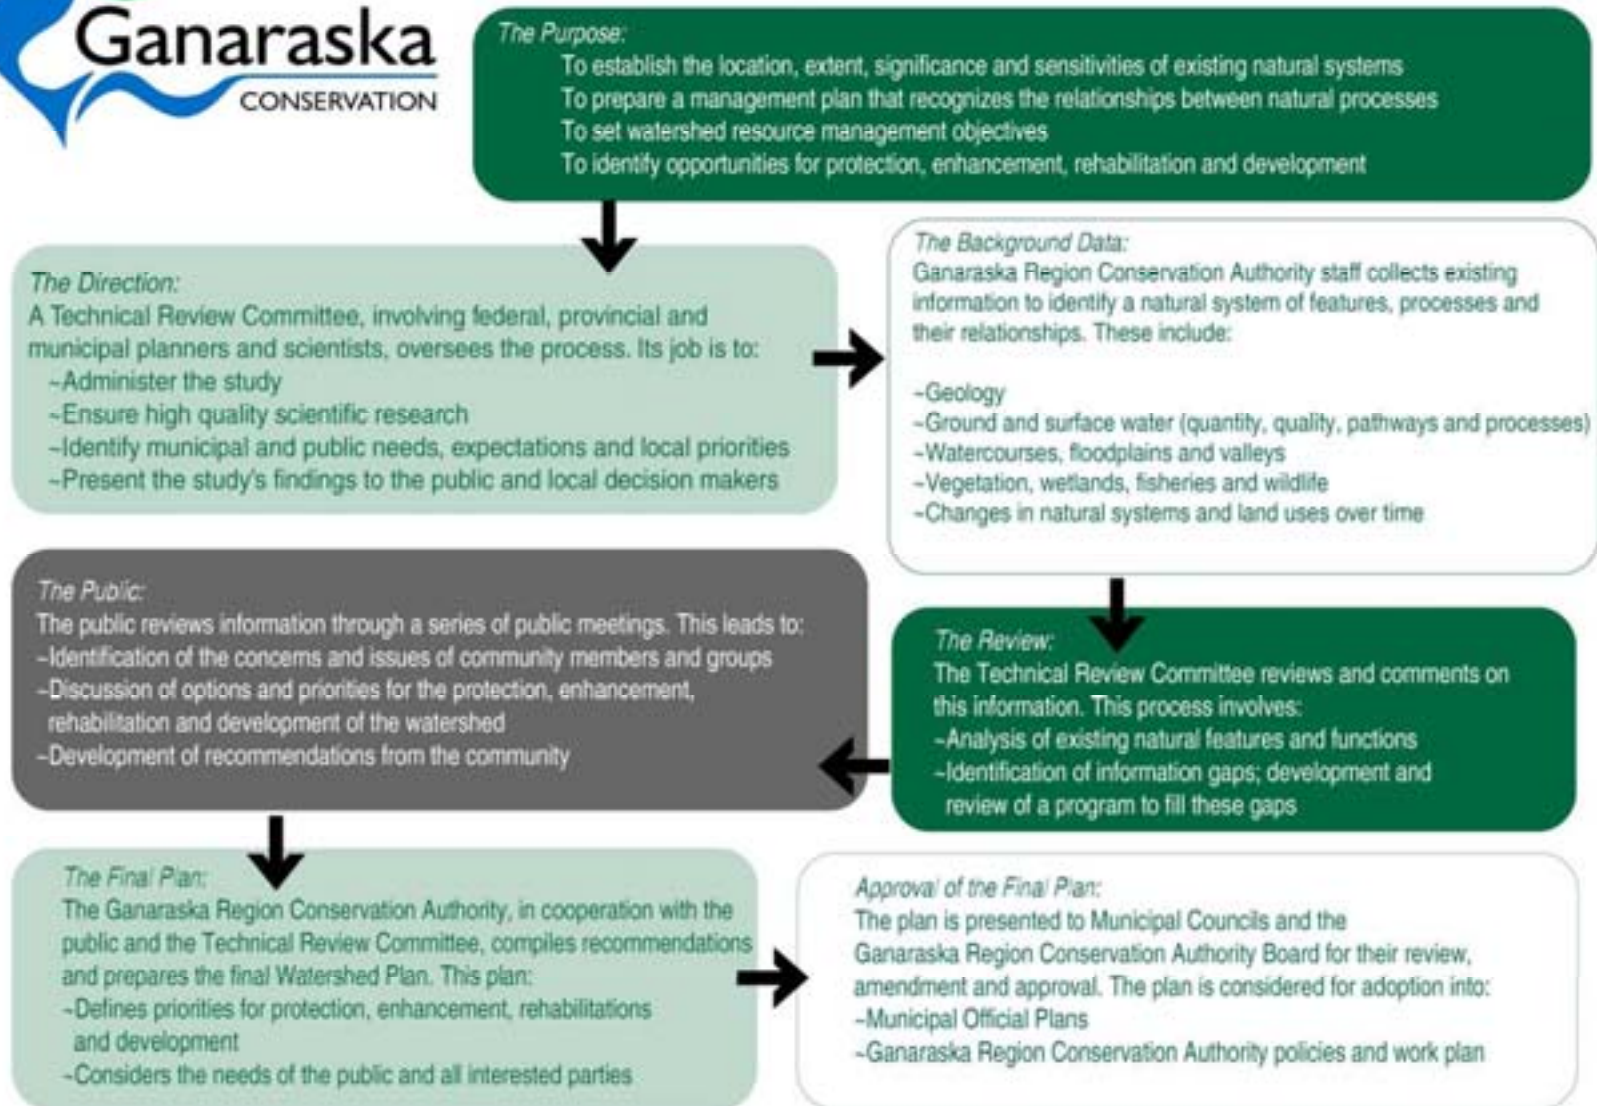 Ganaraska
CONSERVATION
The Purpose:
To establish the location, extent, significance and sensitivities of existing natural systems
To prepare a management plan that recognizes the relationships between natural processes
To set watershed resource management objectives
To identify opportunities for protection, enhancement, rehabilitation and development
The Direction:
A Technical Review Committee, involving federal, provincial and
municipal planners and scientists, oversees the process. Its job is to:
~Administer the study
~Ensure high quality scientific research
~Identify municipal and public needs, expectations and local priorities
~Present the study's findings to the public and local decision makers
The Background Data:
Ganaraska Region Conservation Authority staff collects existing
information to identify a natural system of features, processes and
their relationships. These include:
~Geology
~Ground and surface water (quantity, quality, pathways and processes)
~Watercourses, floodplains and valleys
~Vegetation, wetlands, fisheries and wildlife
~Changes in natural systems and land uses over time
The Review:
The Technical Review Committee reviews and comments on
this information. This process involves:
~Analysis of existing natural features and functions
~Identification of information gaps; development and
review of a program to fill these gaps
The Public:
The public reviews information through a series of public meetings. This leads to:
~Identification of the concerns and issues of community members and groups
~Discussion of options and priorities for the protection, enhancement,
rehabilitation and development of the watershed
~Development of recommendations from the community
The Final Plan:
The Ganaraska Region Conservation Authority, in cooperation with the
public and the Technical Review Committee, compiles recommendations
and prepares the final Watershed Plan. This plan:
~Defines priorities for protection, enhancement, rehabilitations
and development
~Considers the needs of the public and all interested parties
Approval of the Final Plan:
The plan is presented to Municipal Councils and the
Ganaraska Region Conservation Authority Board for their review,
amendment and approval. The plan is considered for adoption into:
~Municipal Official Plans
~Ganaraska Region Conservation Authority policies and work plan